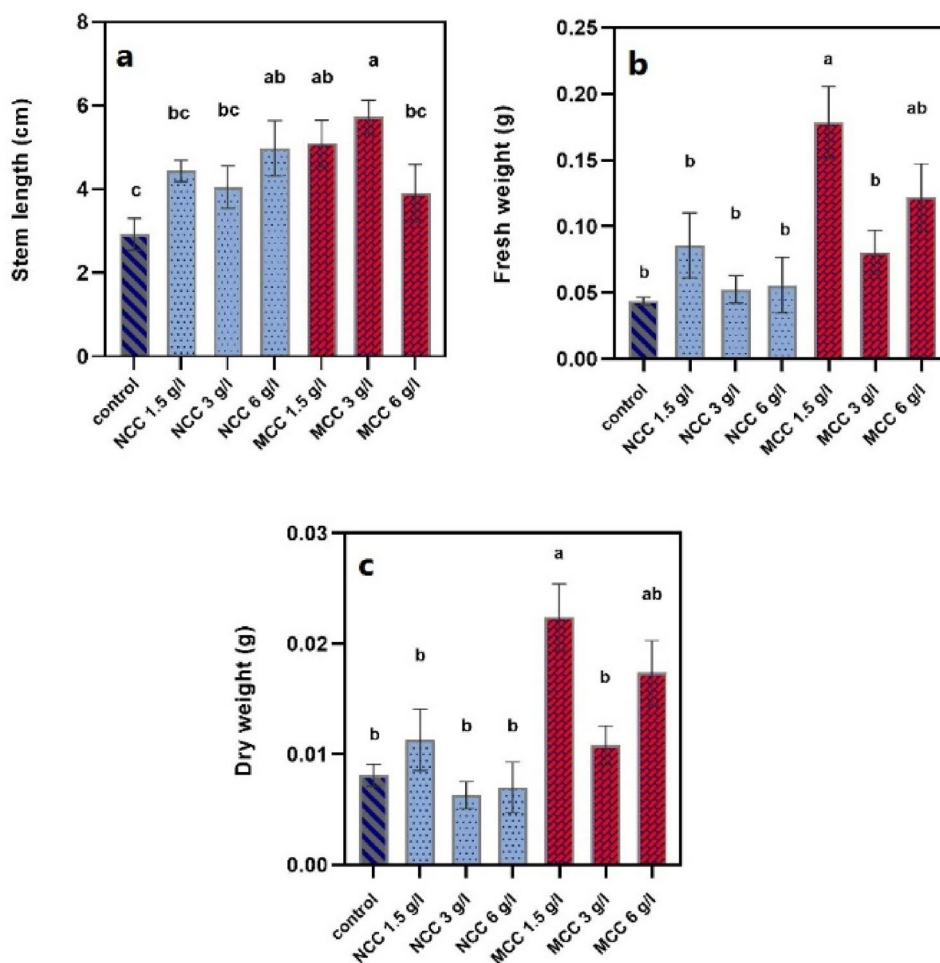 a
Stem length (cm)
8
6
4
2
0
c
bc
bc
ab
ab
a
bc
control
NCC 1.5 g/l
NCC 3 g/l
NCC 6 g/l
MCC 1.5 g/l
MCC 3 g/l
MCC 6 g/l
b
Fresh weight (g)
0.25
0.20
0.15
0.10
0.05
0.00
b
b
b
b
a
b
ab
control
NCC 1.5 g/l
NCC 3 g/l
NCC 6 g/l
MCC 1.5 g/l
MCC 3 g/l
MCC 6 g/l
c
Dry weight (g)
0.03
0.02
0.01
0.00
b
b
b
b
a
b
ab
control
NCC 1.5 g/l
NCC 3 g/l
NCC 6 g/l
MCC 1.5 g/l
MCC 3 g/l
MCC 6 g/l